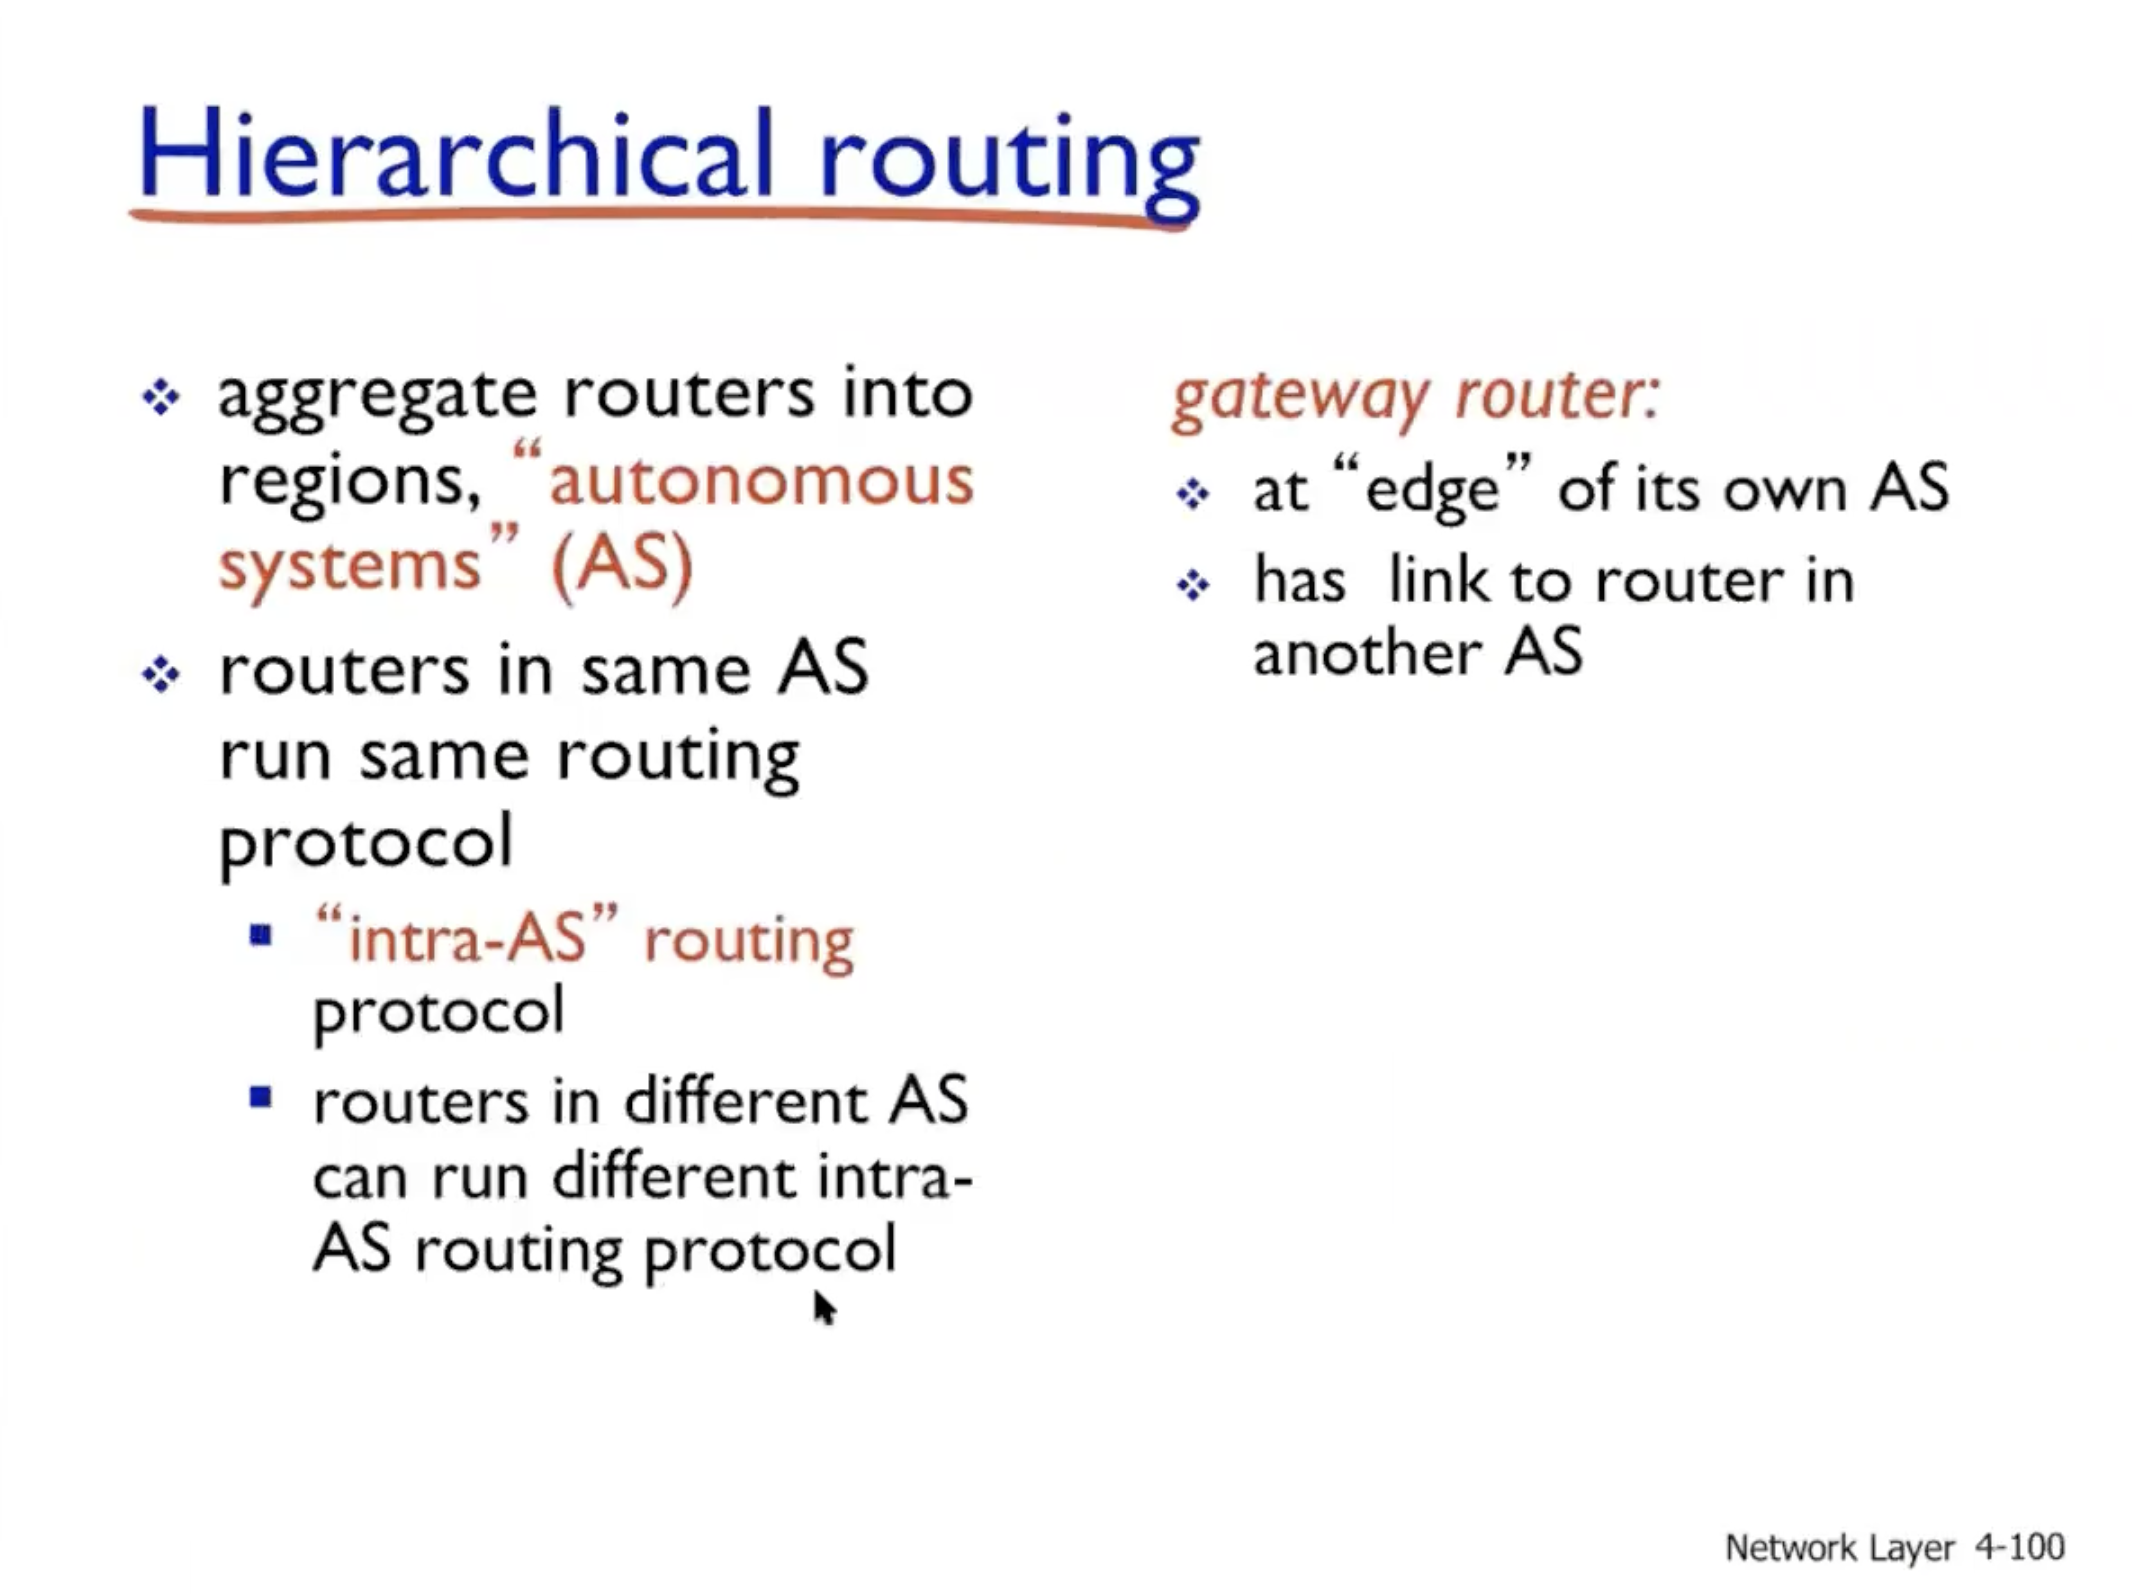 Hierarchical routing
aggregate routers into
regions, “autonomous
systems” (AS)
routers in same AS
run same routing
protocol
“intra-AS” routing
protocol
routers in different AS
can run different intra-
AS routing protocol
gateway router:
at “edge” of its own AS
has link to router in
another AS
Network Layer 4-100